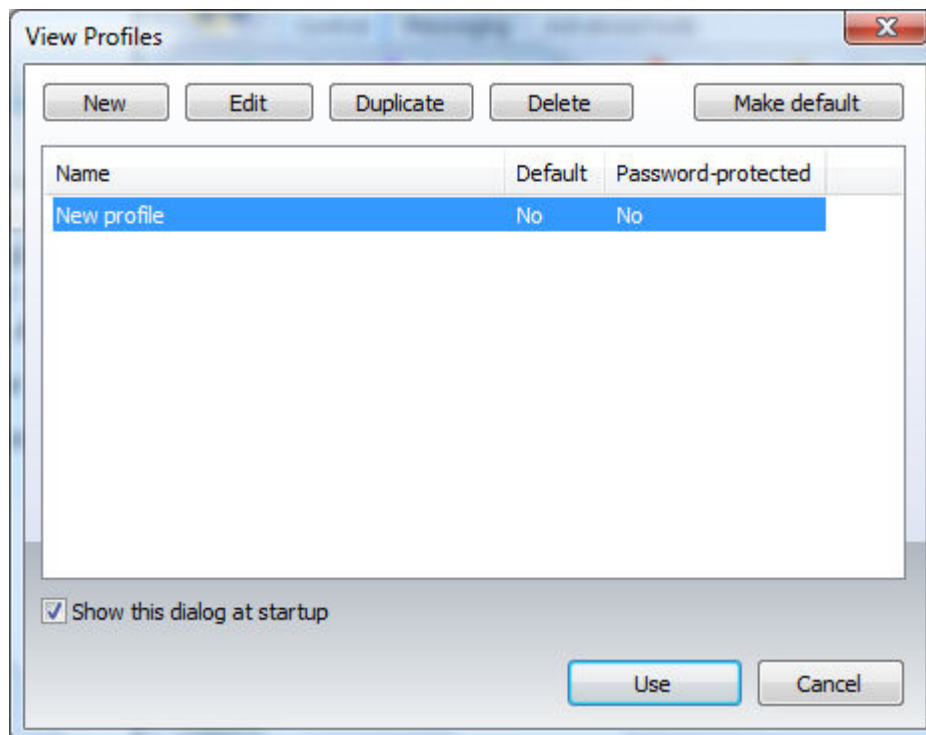 View Profiles
New Edit Duplicate Delete Make default
Name Default Password-protected
New profile No No
Show this dialog at startup
Use Cancel